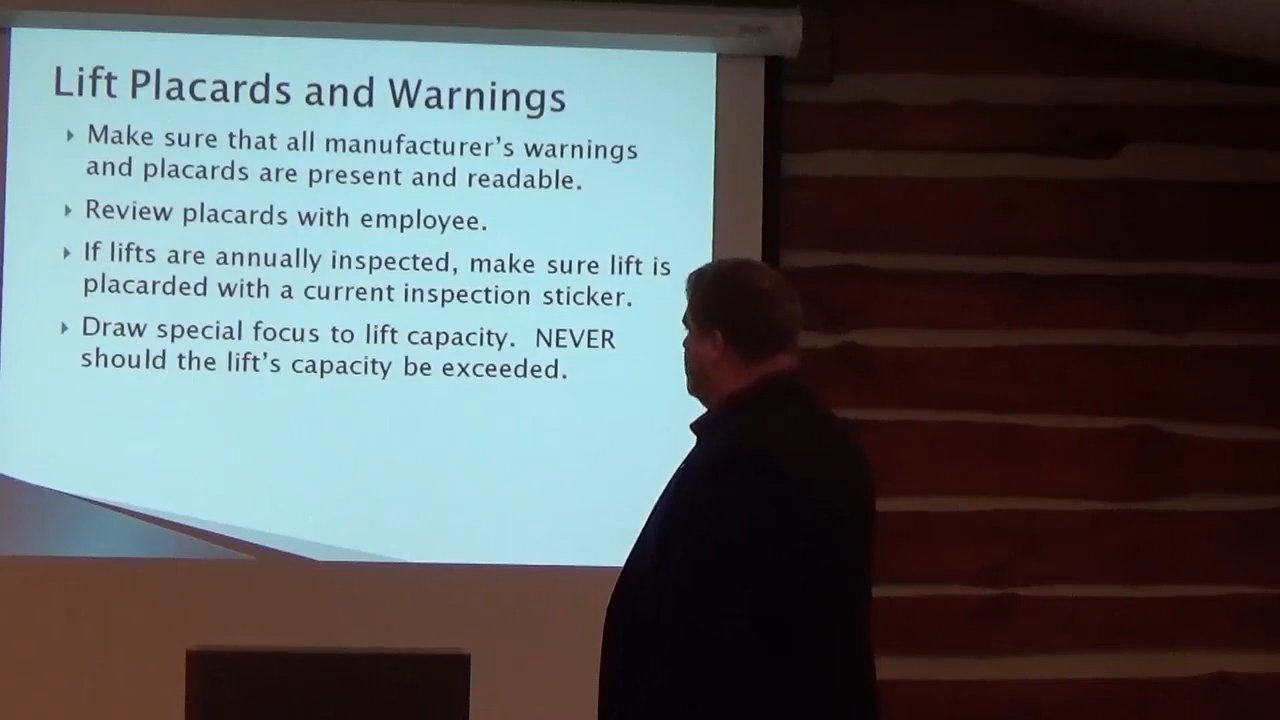 Lift Placards and Warnings
Make sure that all manufacturer's warnings
and placards are present and readable.
Review placards with employee.
If lifts are annually inspected, make sure lift is
placarded with a current inspection sticker.
Draw special focus to lift capacity. NEVER
should the lift's capacity be exceeded.